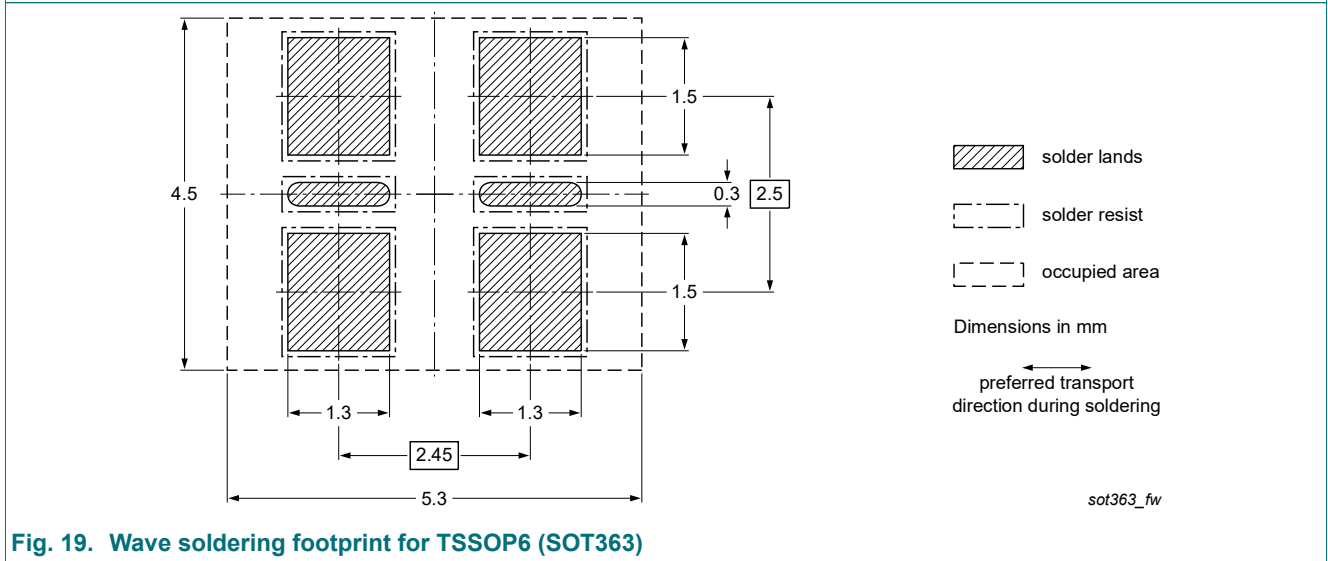 1.5
4.5
0.3
2.5
1.5
1.3
1.3
2.45
5.3
solder lands
solder resist
occupied area
Dimensions in mm
preferred transport
direction during soldering
sot363_fw
Fig. 19. Wave soldering footprint for TSSOP6 (SOT363)